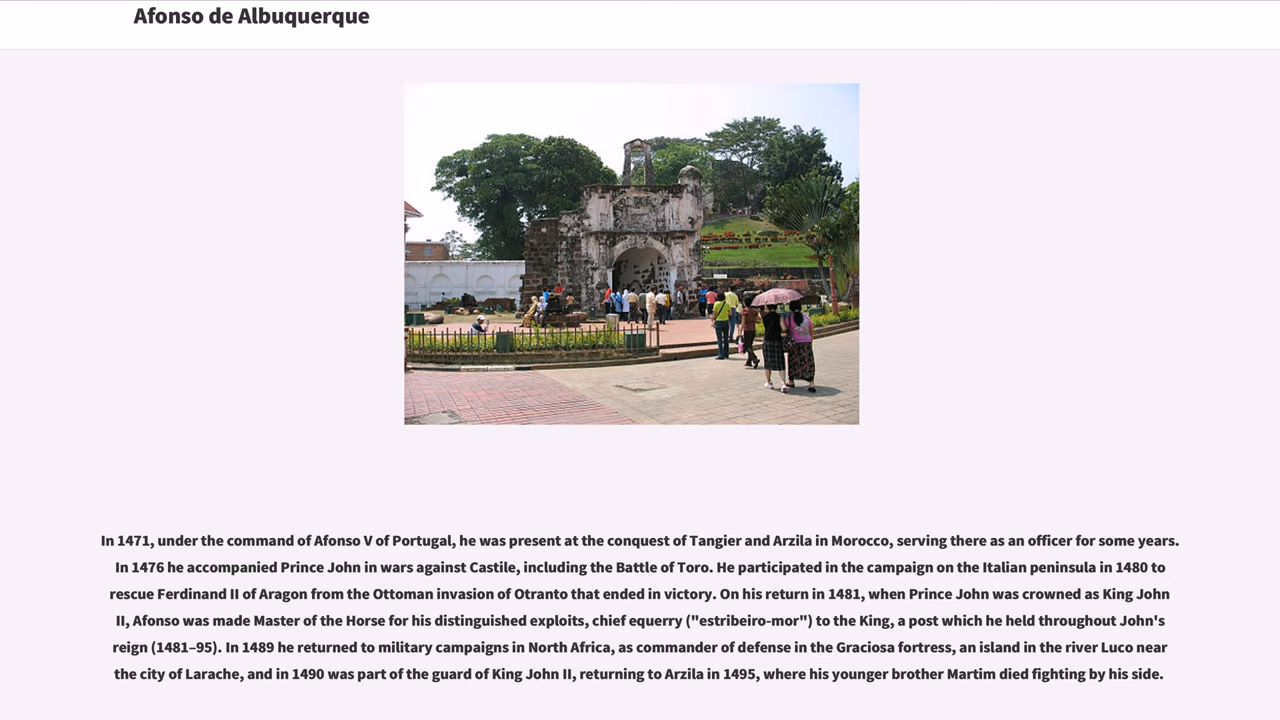 Afonso de Albuquerque
In 1471, under the command of Afonso V of Portugal, he was present at the conquest of Tangier and Arzila in Morocco, serving there as an officer for some years.
In 1476 he accompanied Prince John in wars against Castile, including the Battle of Toro. He participated in the campaign on the Italian peninsula in 1480 to
rescue Ferdinand II of Aragon from the Ottoman invasion of Otranto that ended in victory. On his return in 1481, when Prince John was crowned as King John
II, Afonso was made Master of the Horse for his distinguished exploits, chief equerry ("estribeiro-mor") to the King, a post which he held throughout John's
reign (1481–95). In 1489 he returned to military campaigns in North Africa, as commander of defense in the Graciosa fortress, an island in the river Luco near
the city of Larache, and in 1490 was part of the guard of King John II, returning to Arzila in 1495, where his younger brother Martim died fighting by his side.